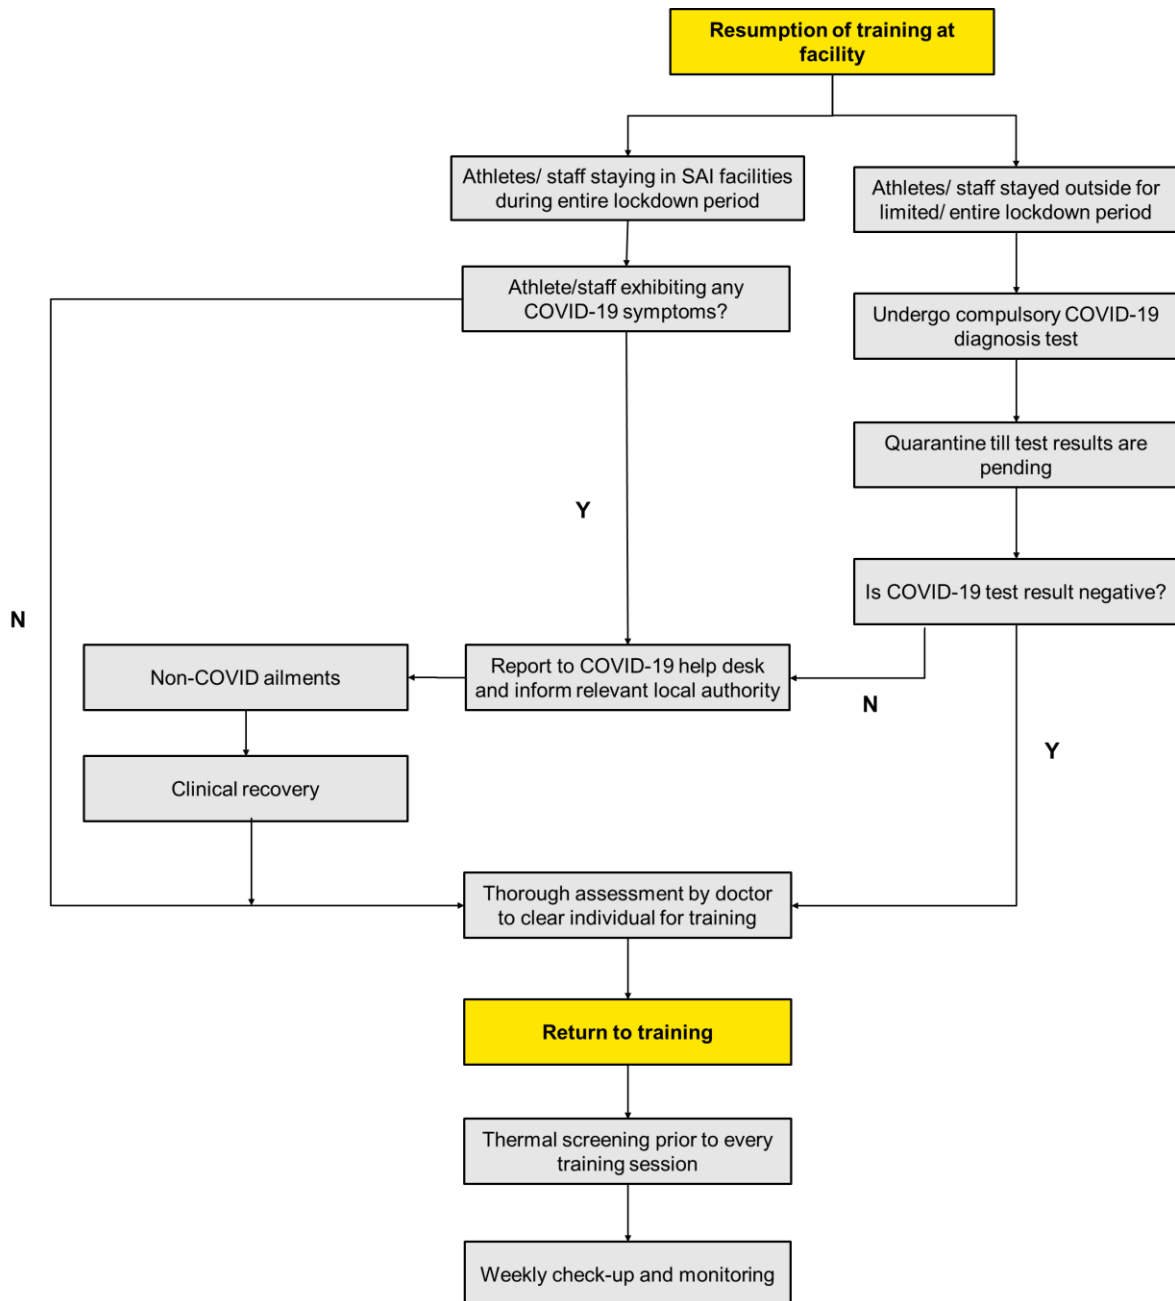 Resumption of training at
facility
Athletes/ staff staying in SAI facilities
during entire lockdown period
Athletes/ staff stayed outside for
limited/ entire lockdown period
Athlete/staff exhibiting any
COVID-19 symptoms?
Undergo compulsory COVID-19
diagnosis test
Quarantine till test results are
pending
Y
Is COVID-19 test result negative?
N
Non-COVID ailments
Report to COVID-19 help desk
and inform relevant local authority
N
Y
Clinical recovery
Thorough assessment by doctor
to clear individual for training
Return to training
Thermal screening prior to every
training session
Weekly check-up and monitoring